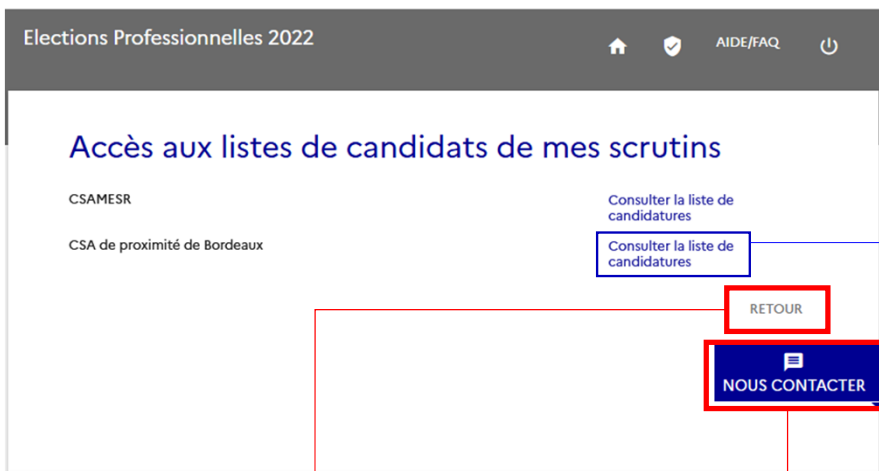 Elections Professionnelles 2022
AIDE/FAQ
Accès aux listes de candidats de mes scrutins
CSAMESR
Consulter la liste de
candidatures
CSA de proximité de Bordeaux
Consulter la liste de
candidatures
RETOUR
NOUS CONTACTER